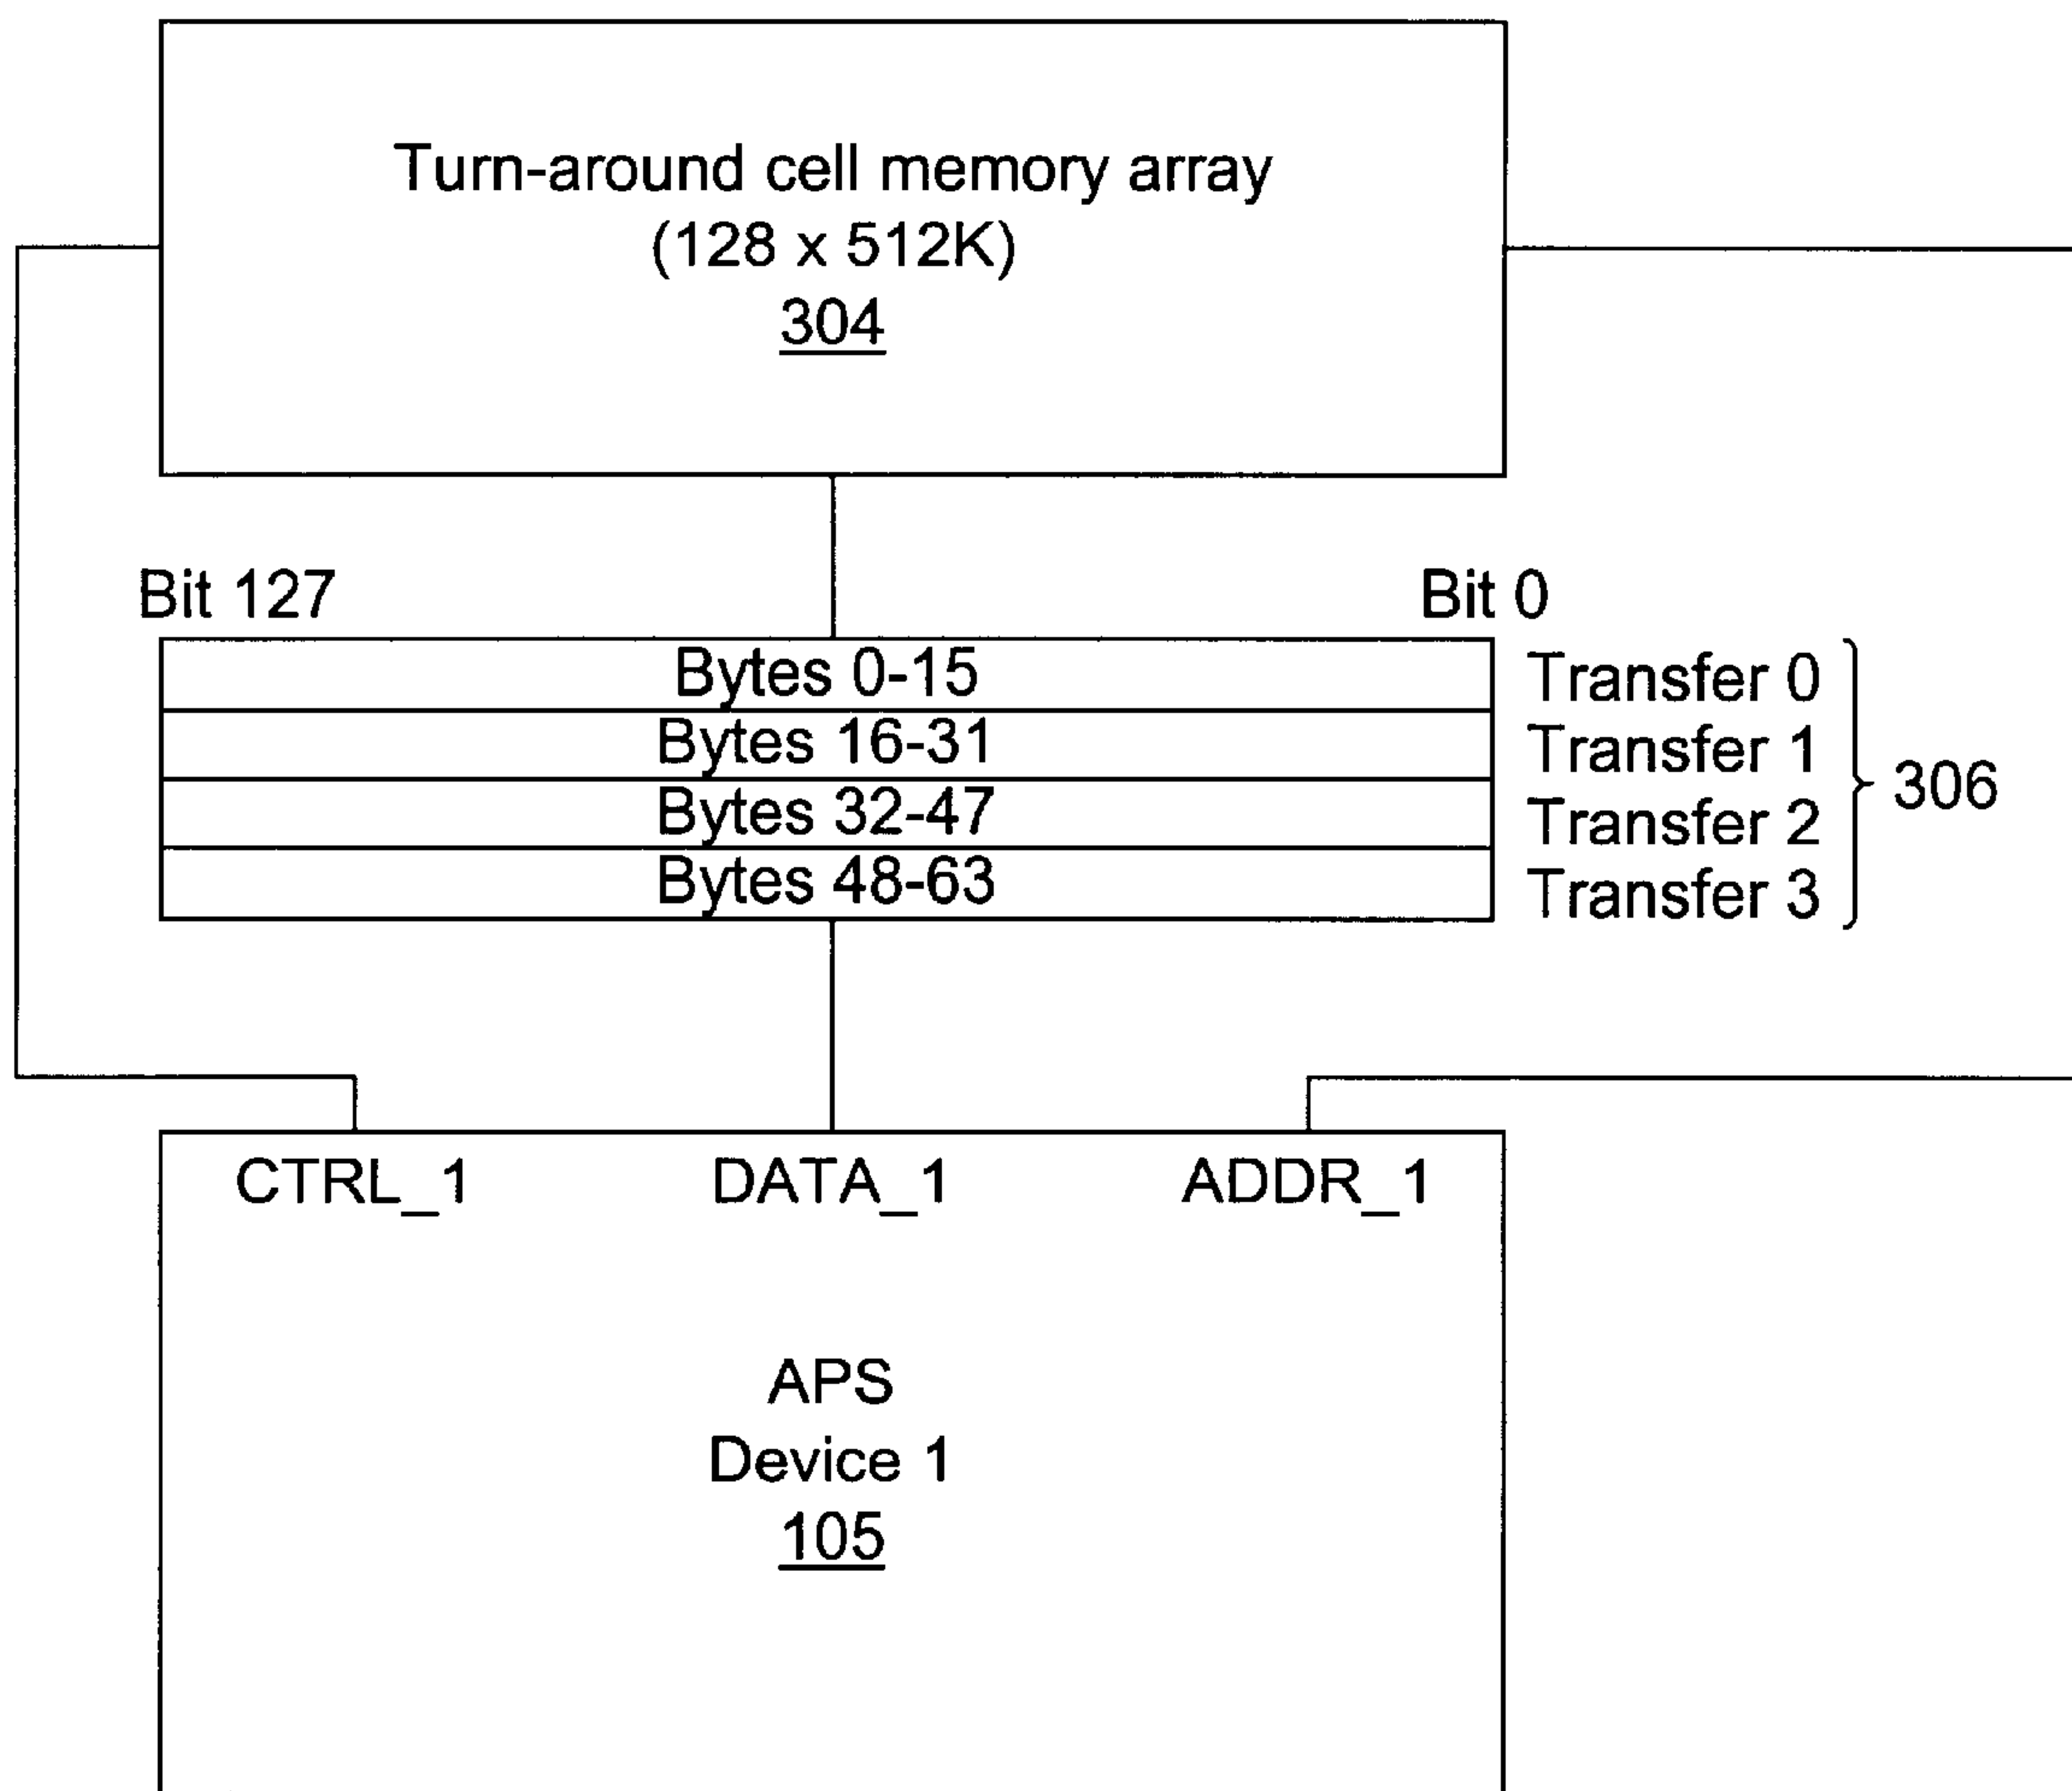 Turn-around cell memory array
(128 x 512K)
304
Bit 127 Bit 0
Bytes 0-15 Transfer 0
Bytes 16-31 Transfer 1
Bytes 32-47 Transfer 2
Bytes 48-63 Transfer 3
306
CTRL_1 DATA_1 ADDR_1
APS
Device 1
105